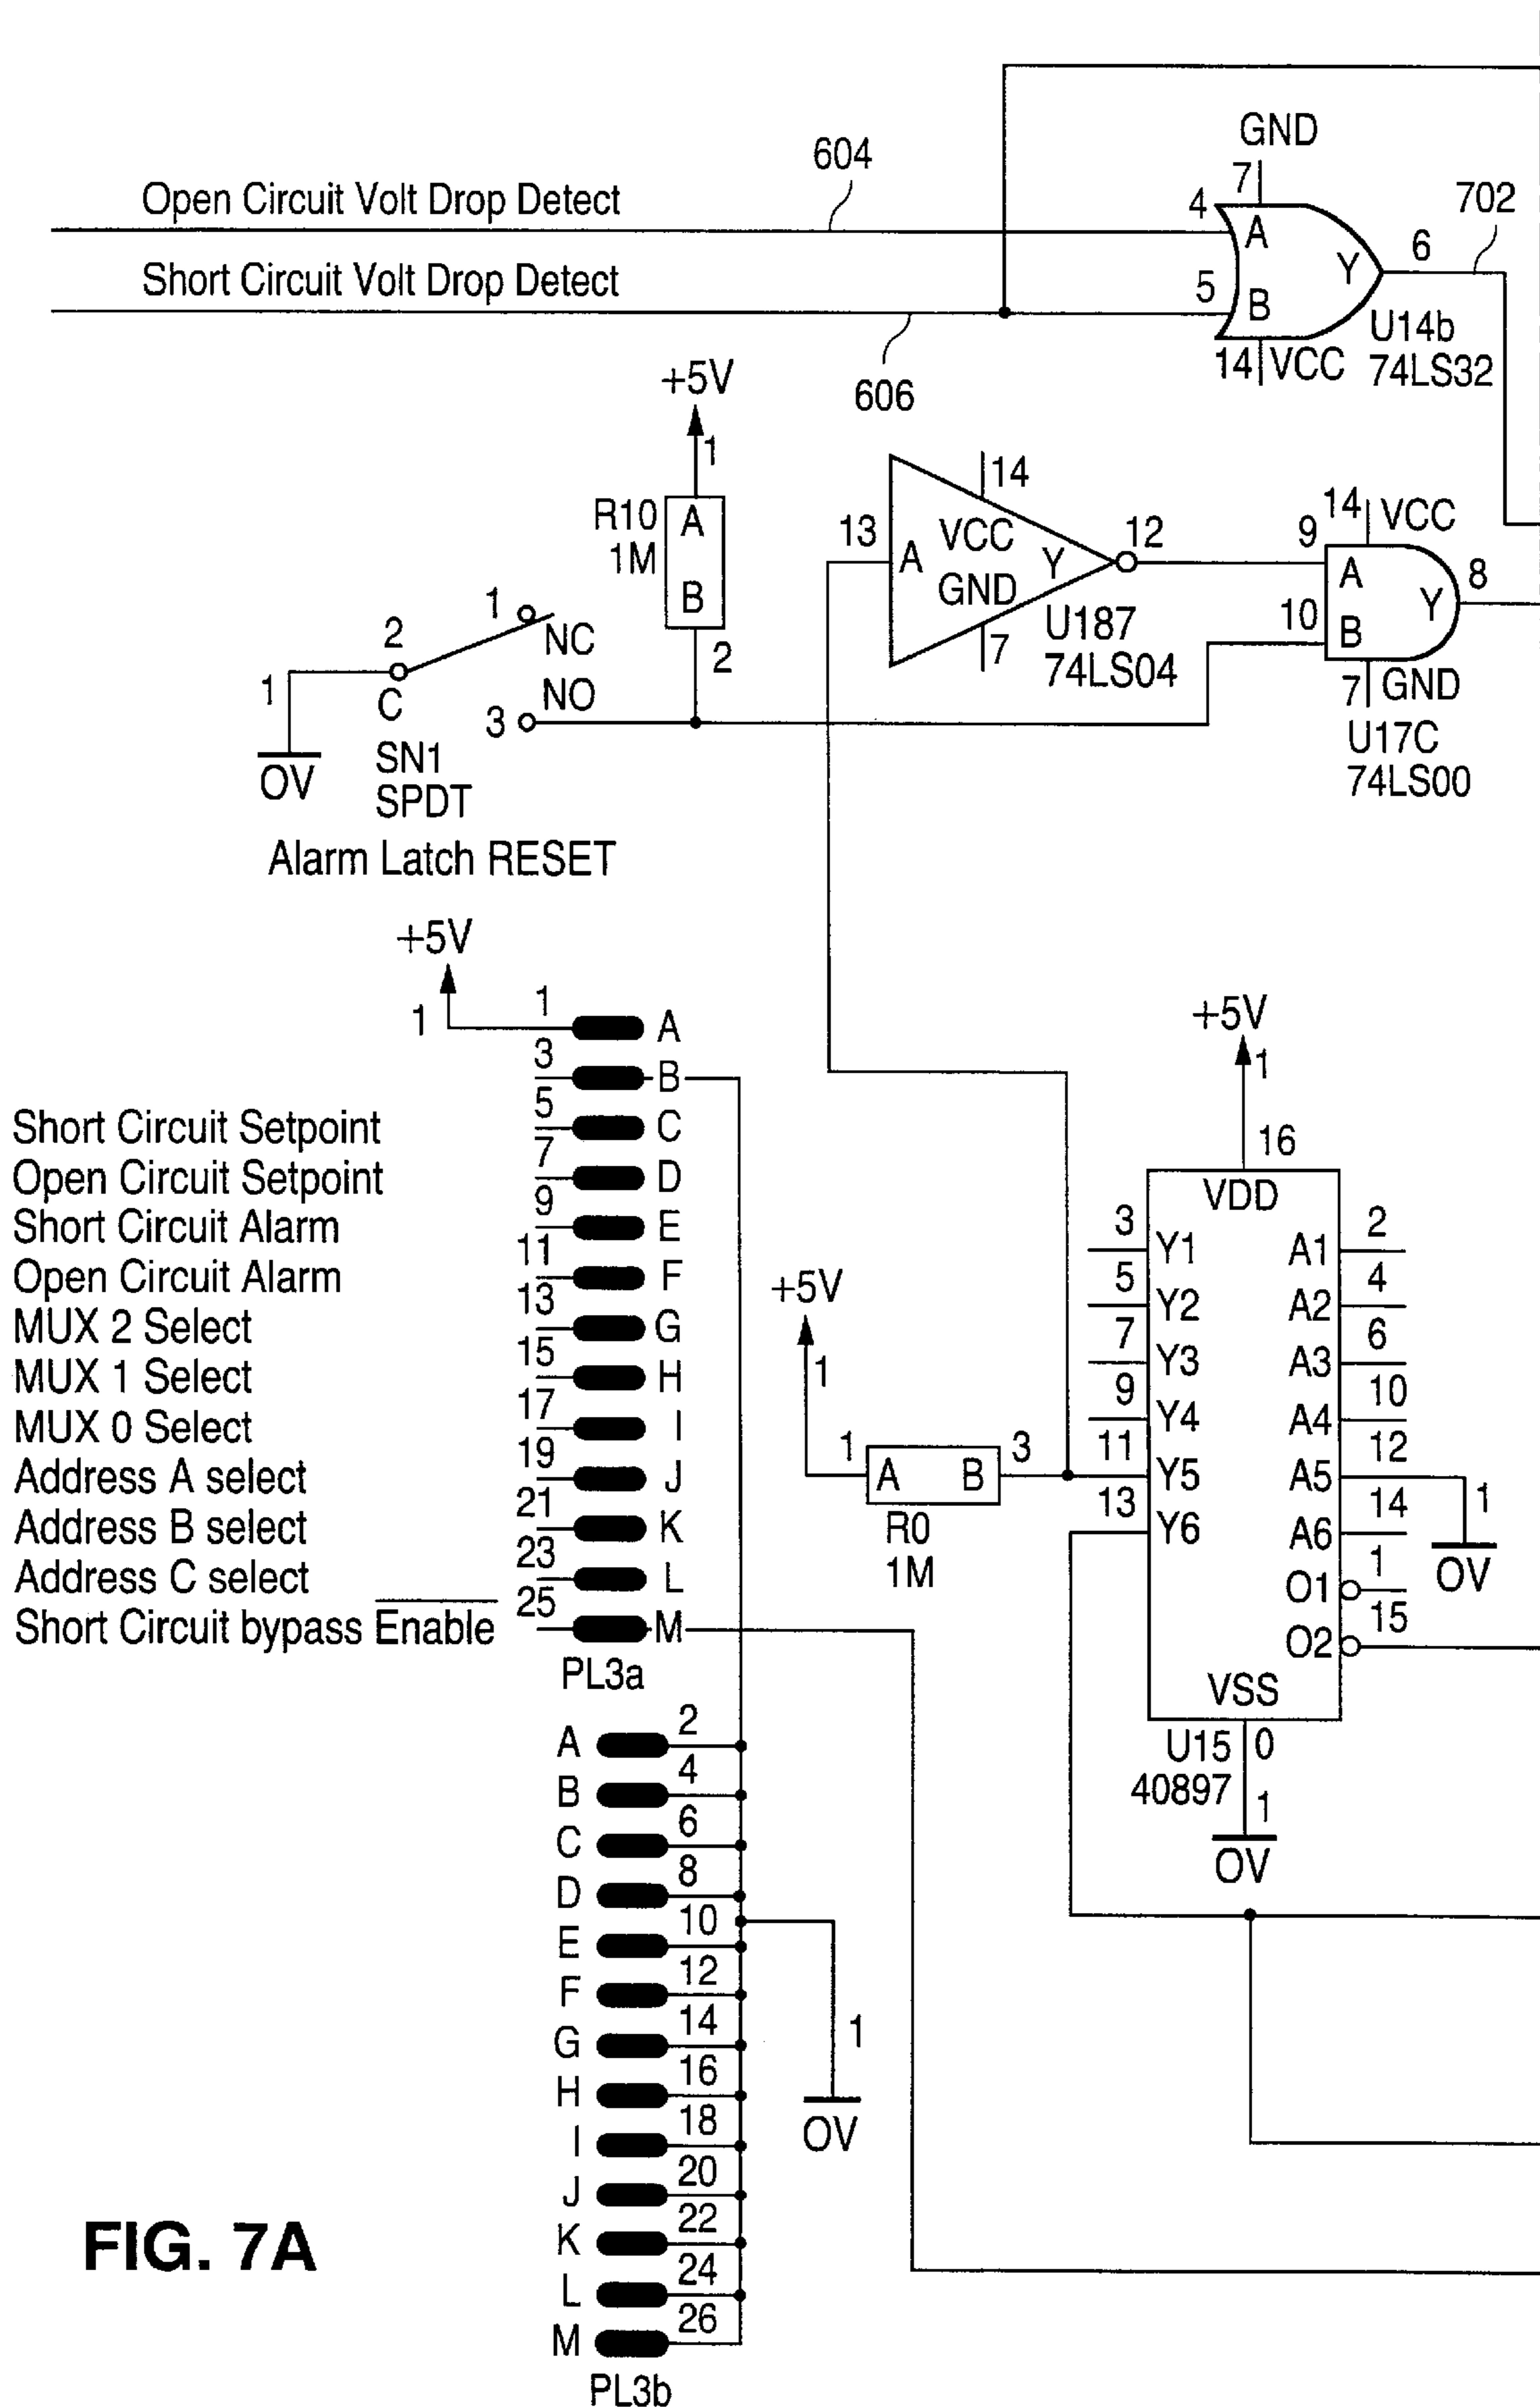 GND
604
7
702
Open Circuit Volt Drop Detect
4
A
6
Y
Short Circuit Volt Drop Detect
5
B
U14b
14 VCC
74LS32
606
+5V
1
R10
1M
A
B
2
14
13
A
VCC
GND
Y
12
7
U187
74LS04
14 VCC
9
A
Y
8
10
B
7 GND
U17C
74LS00
1
NC
2
1
C
NO
3
OV
SN1
SPDT
Alarm Latch RESET
+5V
1
1 A
3 B
5 C
Short Circuit Setpoint
7 D
Open Circuit Setpoint
9 E
Short Circuit Alarm
11 F
Open Circuit Alarm
13 G
MUX 2 Select
15 H
MUX 1 Select
17 I
MUX 0 Select
19 J
Address A select
21 K
Address B select
23 L
Address C select
25 M
Short Circuit bypass Enable
PL3a
+5V
1
16
VDD
3 Y1 A1 2
5 Y2 A2 4
7 Y3 A3 6
9 Y4 A4 10
11 Y5 A5 12
13 Y6 A6 14
O1 1
O2 15
1
OV
VSS
U15
40897
0
1
OV
+5V
1
1 A B 3
R0
1M
A 2
B 4
C 6
D 8
E 10
F 12
G 14
H 16
I 18
J 20
K 22
L 24
M 26
PL3b
1
OV
FIG. 7A